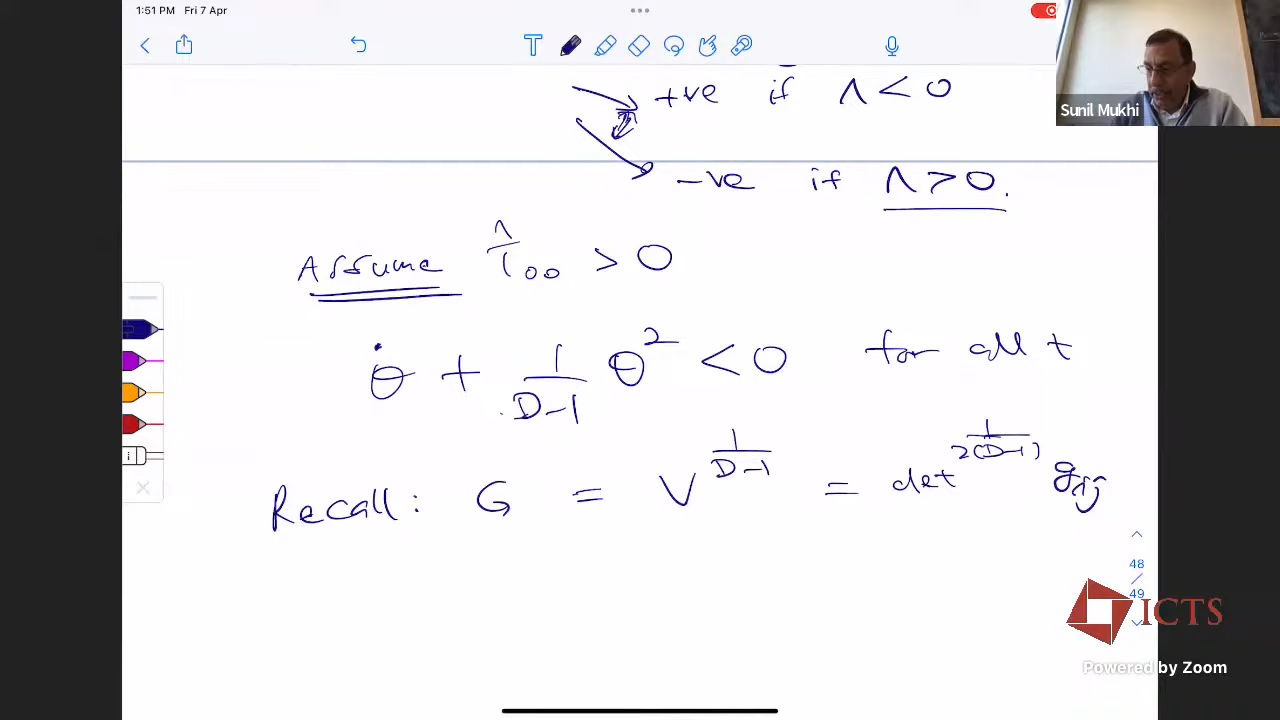 1:51 PM Fri 7 Apr
+ve if Λ < 0
-ve if Λ > 0.
Sunil Mukhi
Assume T̂₀₀ > 0
θ̇ + 1/(D-1) θ² < 0 for all t
Recall: G = V^(1/(D-1)) = det^(1/(2(D-1))) g_ij
48
/
49
ICTS
Powered by Zoom